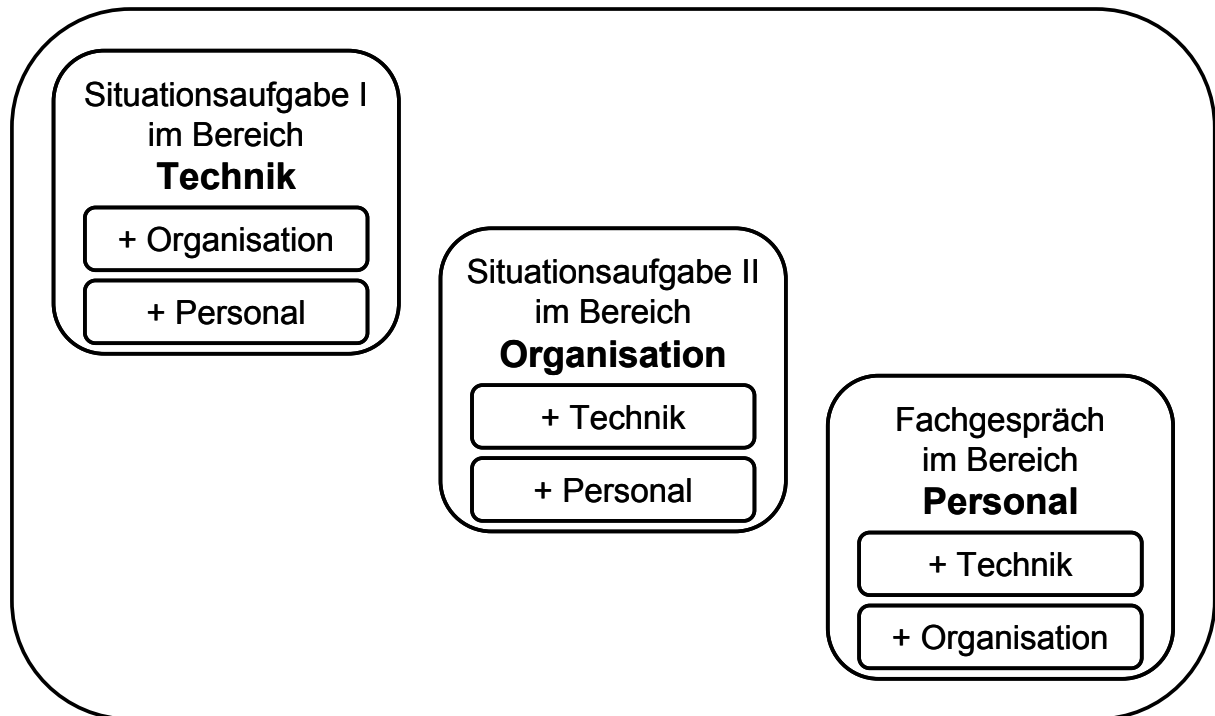 Situationsaufgabe I
im Bereich
Technik
+ Organisation
+ Personal
Situationsaufgabe II
im Bereich
Organisation
+ Technik
+ Personal
Fachgespräch
im Bereich
Personal
+ Technik
+ Organisation